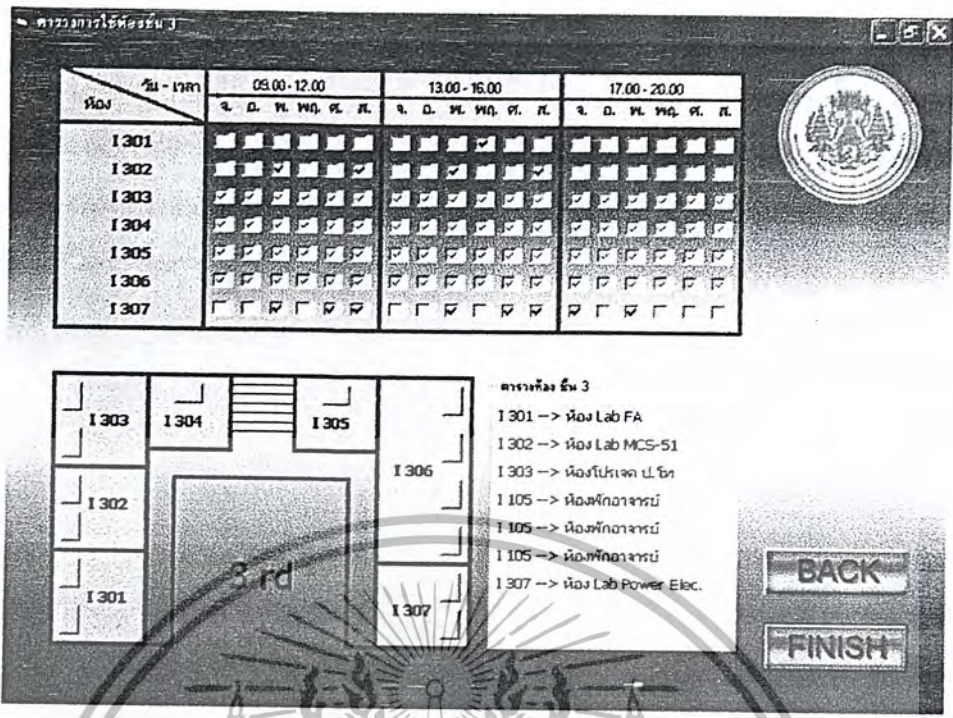 ตารางการใช้ห้องชั้น 3
วัน - เวลา
ห้อง
09.00 - 12.00
13.00 - 16.00
17.00 - 20.00
จ. อ. พ. พฤ. ศ. ส.
จ. อ. พ. พฤ. ศ. ส.
จ. อ. พ. พฤ. ศ. ส.
I 301
I 302
I 303
I 304
I 305
I 306
I 307
I 303
I 304
I 305
I 306
I 302
I 301
I 307
3 rd
ตารางห้อง ชั้น 3
I 301 --> ห้อง Lab FA
I 302 --> ห้อง Lab MCS-51
I 303 --> ห้องโปรเจค ป.โท
I 105 --> ห้องพักอาจารย์
I 105 --> ห้องพักอาจารย์
I 105 --> ห้องพักอาจารย์
I 307 --> ห้อง Lab Power Elec.
BACK
FINISH